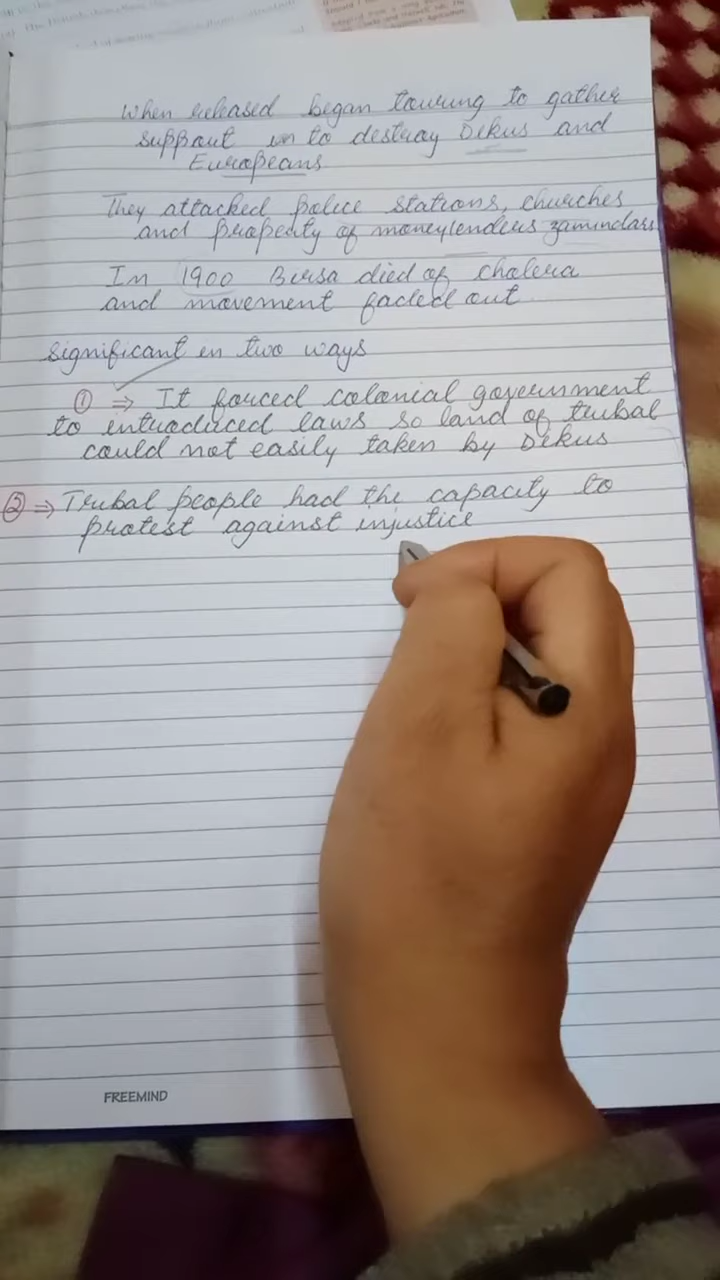 When released began touring to gather
support in to destroy Dekus and
Europeans
They attacked police stations, churches
and property of moneylenders zamindars
In 1900 Birsa died of cholera
and movement faded out
significant in two ways
① ⇒ It forced colonial government
to introduced laws so land of tribal
could not easily taken by Dekus
② ⇒ Tribal people had the capacity to
protest against injustice
FREEMIND